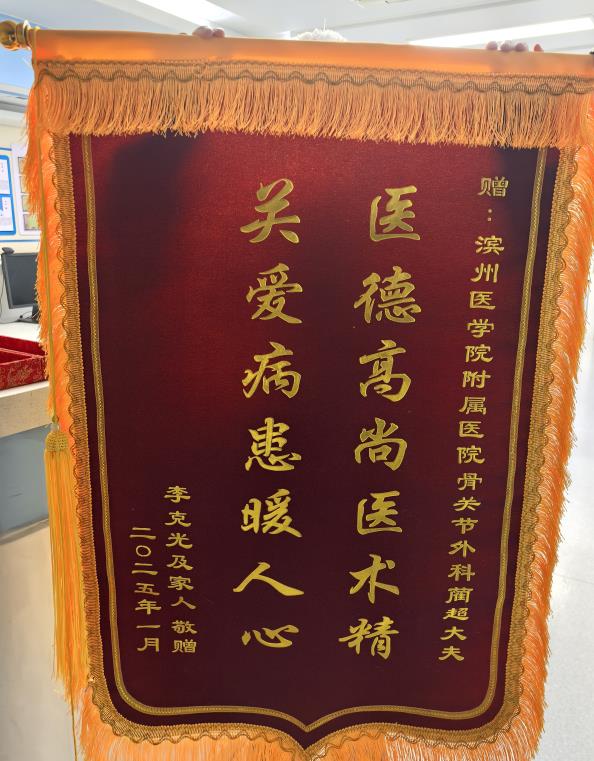 赠：滨州医学院附属医院骨关节外科蔺超大夫
医德高尚医术精
关爱病患暖人心
李克光及家人 敬赠
二〇二五年一月